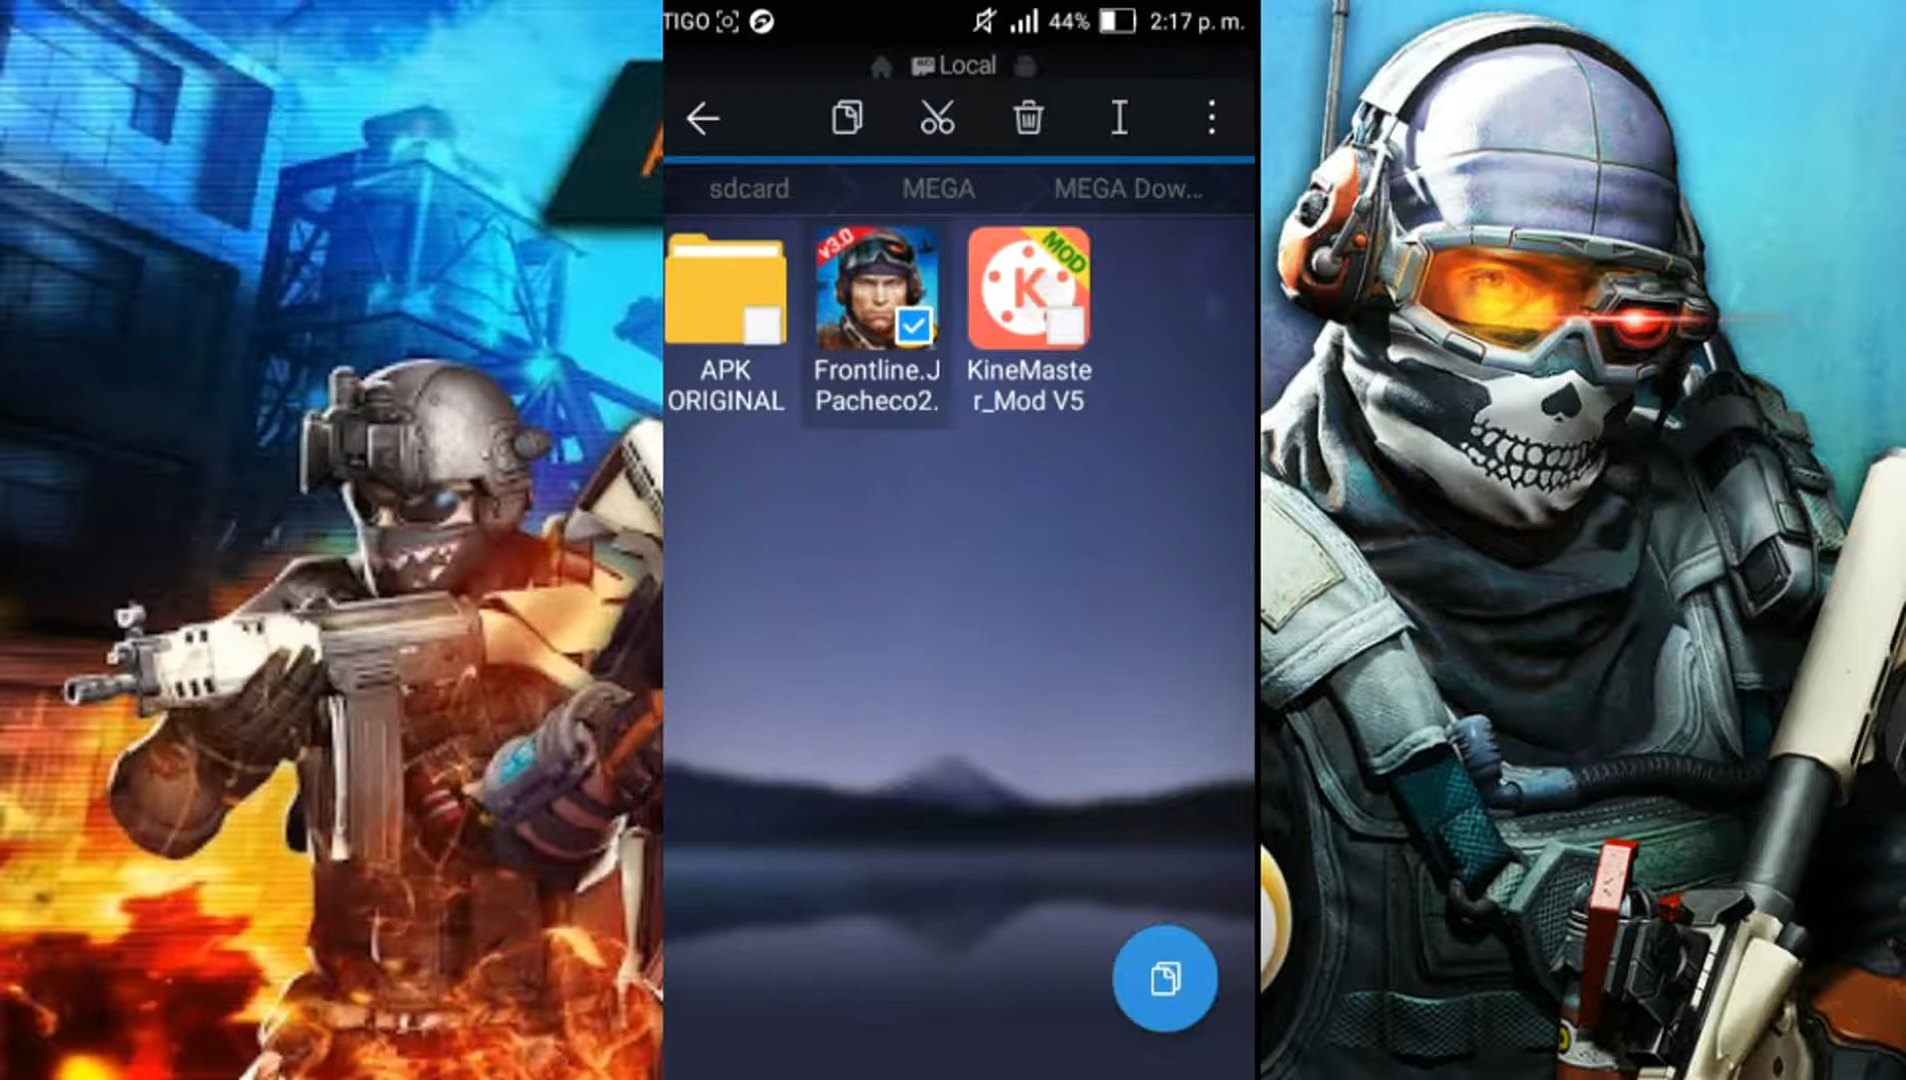 TIGO 44% 2:17 p. m.
Local
sdcard MEGA MEGA Dow...
v3.0
MOD
K
APK
ORIGINAL
Frontline.J
Pacheco2.
KineMaste
r_Mod V5